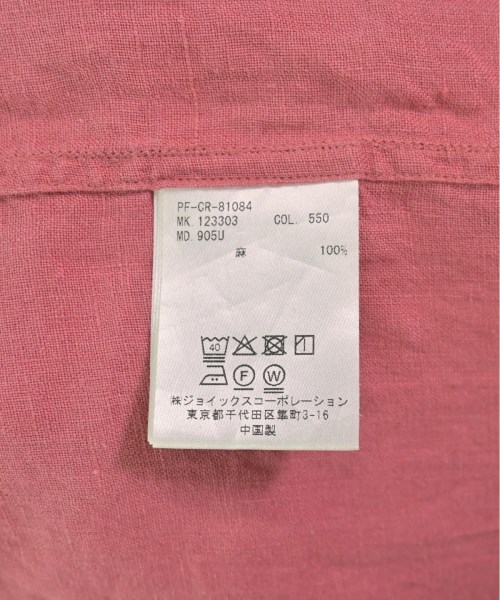 PF-CR-81084
MK. 123303 COL. 550
MD. 905U
麻 100%
40
F W
株ジョイックスコーポレーション
東京都千代田区隼町3-16
中国製